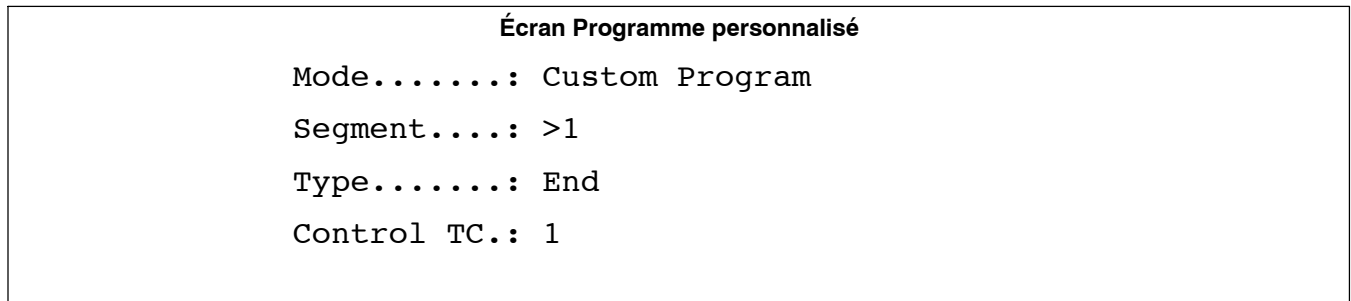 Écran Programme personnalisé
Mode.......: Custom Program
Segment....: >1
Type.......: End
Control TC.: 1